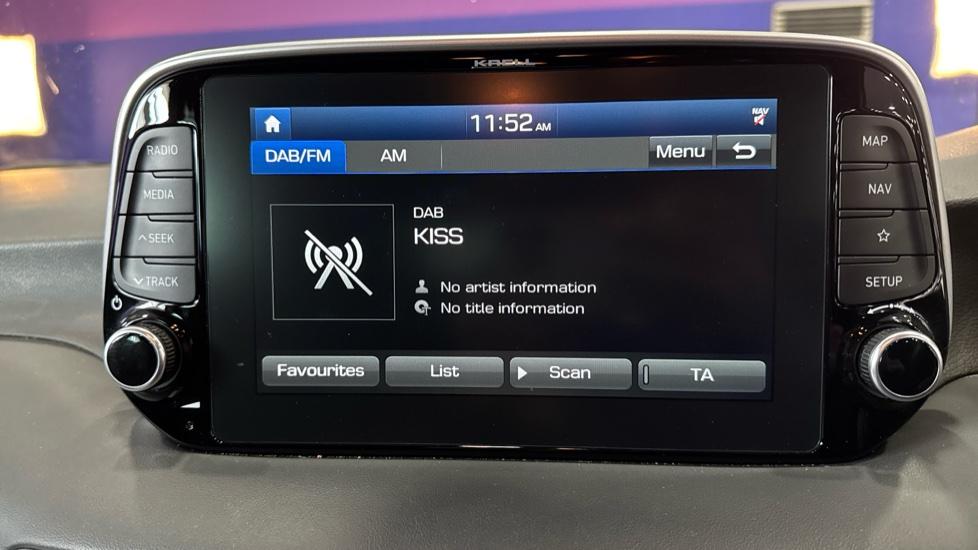 KRELL
11:52 AM
NAV
DAB/FM AM Menu
DAB
KISS
No artist information
No title information
Favourites List Scan TA
RADIO
MEDIA
SEEK
TRACK
MAP
NAV
SETUP